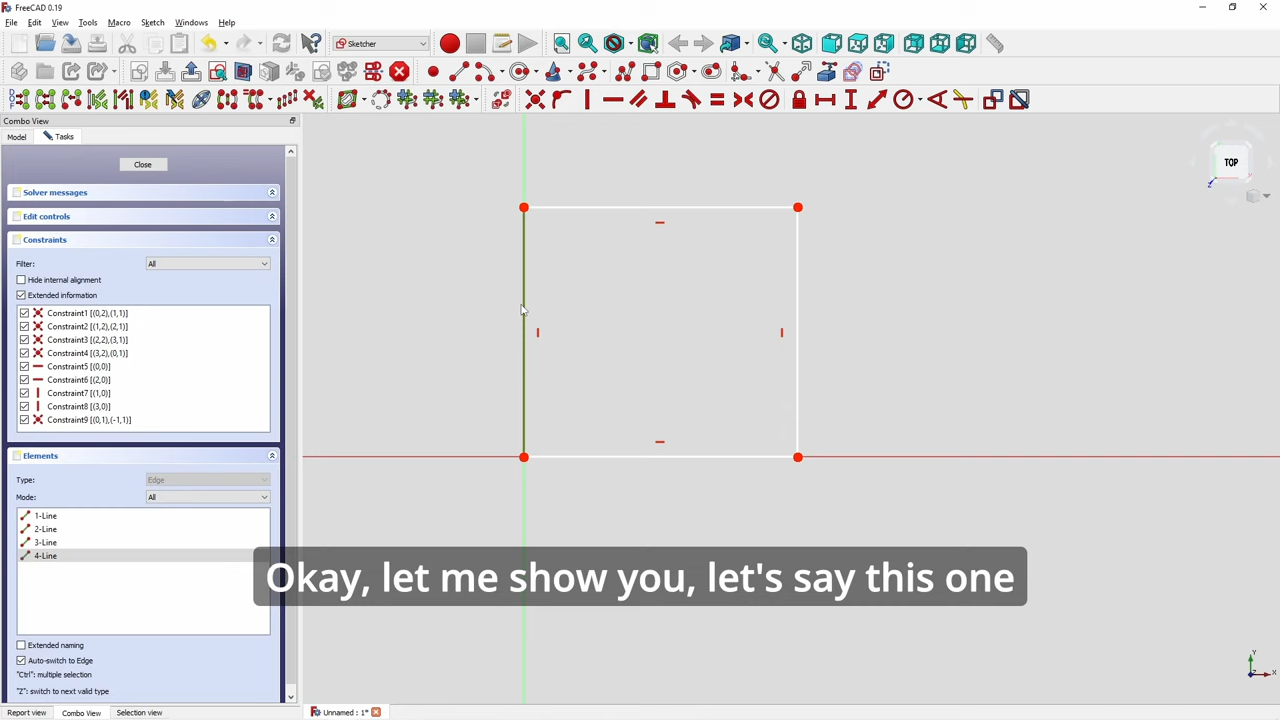 FreeCAD 0.19
File Edit View Tools Macro Sketch Windows Help
Sketcher
Combo View
Model Tasks
Close
Solver messages
Edit controls
Constraints
Filter: All
Hide internal alignment
Extended information
Constraint1 [(0,2),(1,1)]
Constraint2 [(1,2),(2,1)]
Constraint3 [(2,2),(3,1)]
Constraint4 [(3,2),(0,1)]
Constraint5 [(0,0)]
Constraint6 [(2,0)]
Constraint7 [(1,0)]
Constraint8 [(3,0)]
Constraint9 [(0,1),(-1,1)]
Elements
Type: Edge
Mode: All
1-Line
2-Line
3-Line
4-Line
Extended naming
Auto-switch to Edge
"Ctrl": multiple selection
"Z": switch to next valid type
TOP
Okay, let me show you, let's say this one
Y
Z X
Report view Combo View Selection view Unnamed : 1*